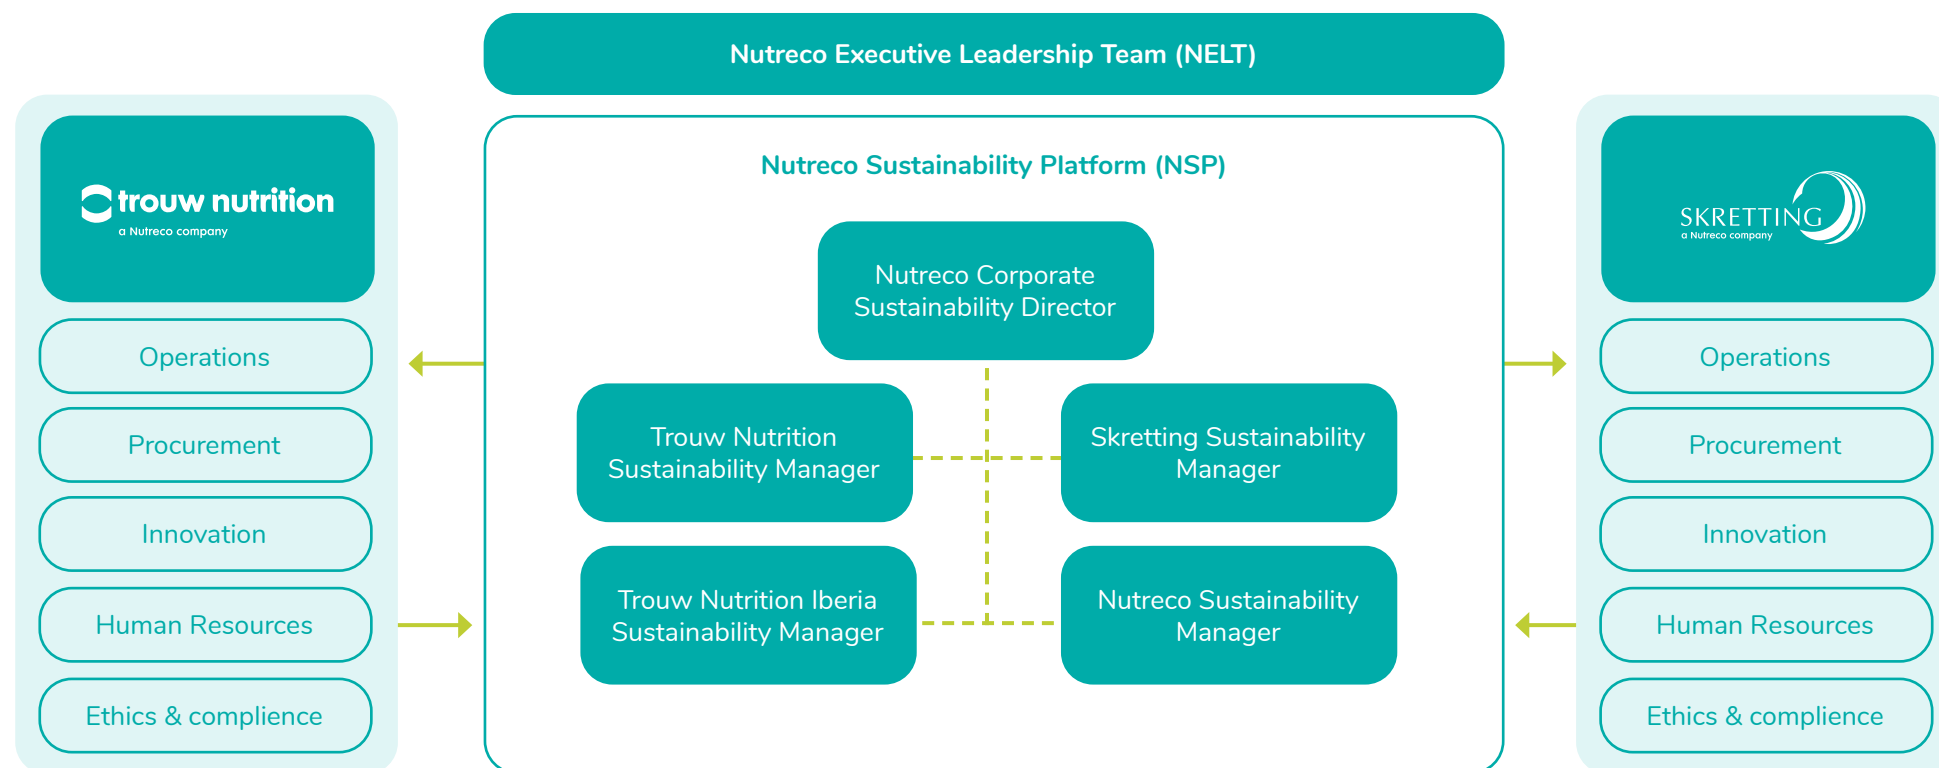 Nutreco Executive Leadership Team (NELT)
trouw nutrition
a Nutreco company
Operations
Procurement
Innovation
Human Resources
Ethics & complience
Nutreco Sustainability Platform (NSP)
Nutreco Corporate
Sustainability Director
Trouw Nutrition
Sustainability Manager
Skretting Sustainability
Manager
Trouw Nutrition Iberia
Sustainability Manager
Nutreco Sustainability
Manager
SKRETTING
a Nutreco company
Operations
Procurement
Innovation
Human Resources
Ethics & complience